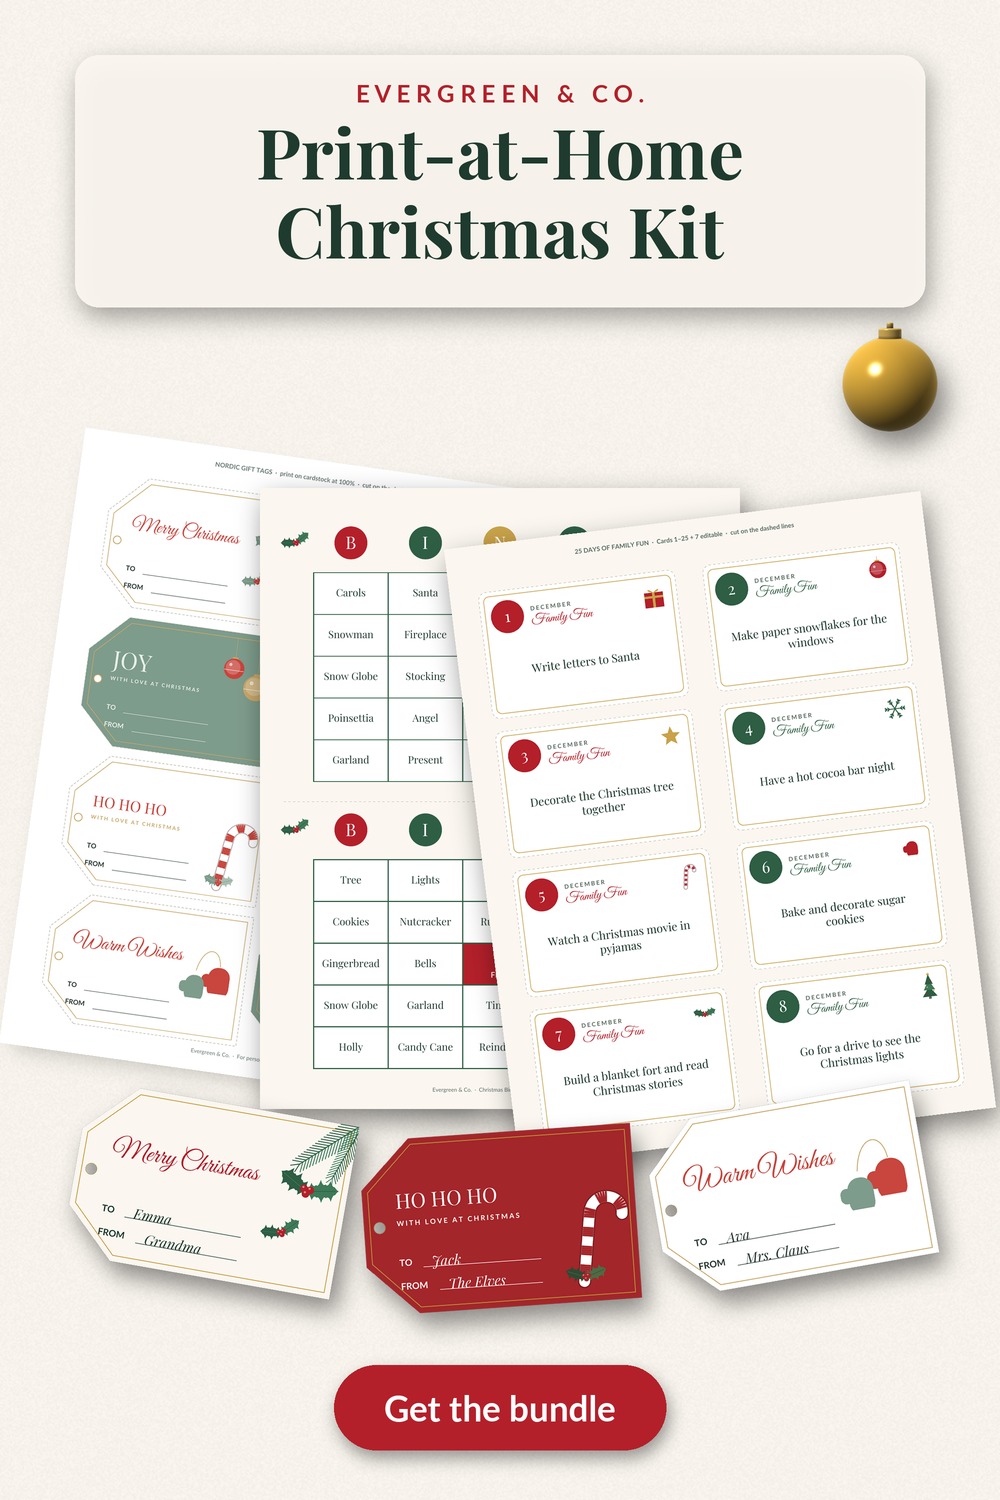 EVERGREEN & CO.
Print-at-Home
Christmas Kit
NORDIC GIFT TAGS · print on cardstock at 100% · cut on the
Merry Christmas
TO
FROM
JOY
WITH LOVE AT CHRISTMAS
TO
FROM
HO HO HO
WITH LOVE AT CHRISTMAS
TO
FROM
Warm Wishes
TO
FROM
Evergreen & Co. · For
B I N
Carols Santa
Snowman Fireplace
Snow Globe Stocking
Poinsettia Angel
Garland Present
B I
Tree Lights
Cookies Nutcracker
Gingerbread Bells
Snow Globe Garland
Holly Candy Cane
Evergreen & Co. · Christmas
25 DAYS OF FAMILY FUN · Cards 1–25 + 7 editable · cut on the dashed lines
1
DECEMBER
Family Fun
Write letters to Santa
2
DECEMBER
Family Fun
Make paper snowflakes for the
windows
3
DECEMBER
Family Fun
Decorate the Christmas tree
together
4
DECEMBER
Family Fun
Have a hot cocoa bar night
5
DECEMBER
Family Fun
Watch a Christmas movie in
pyjamas
6
DECEMBER
Family Fun
Bake and decorate sugar
cookies
7
DECEMBER
Family Fun
Build a blanket fort and read
Christmas stories
8
DECEMBER
Family Fun
Go for a drive to see the
Christmas lights
Merry Christmas
TO Emma
FROM Grandma
HO HO HO
WITH LOVE AT CHRISTMAS
TO Jack
FROM The Elves
Warm Wishes
TO Ava
FROM Mrs. Claus
Get the bundle